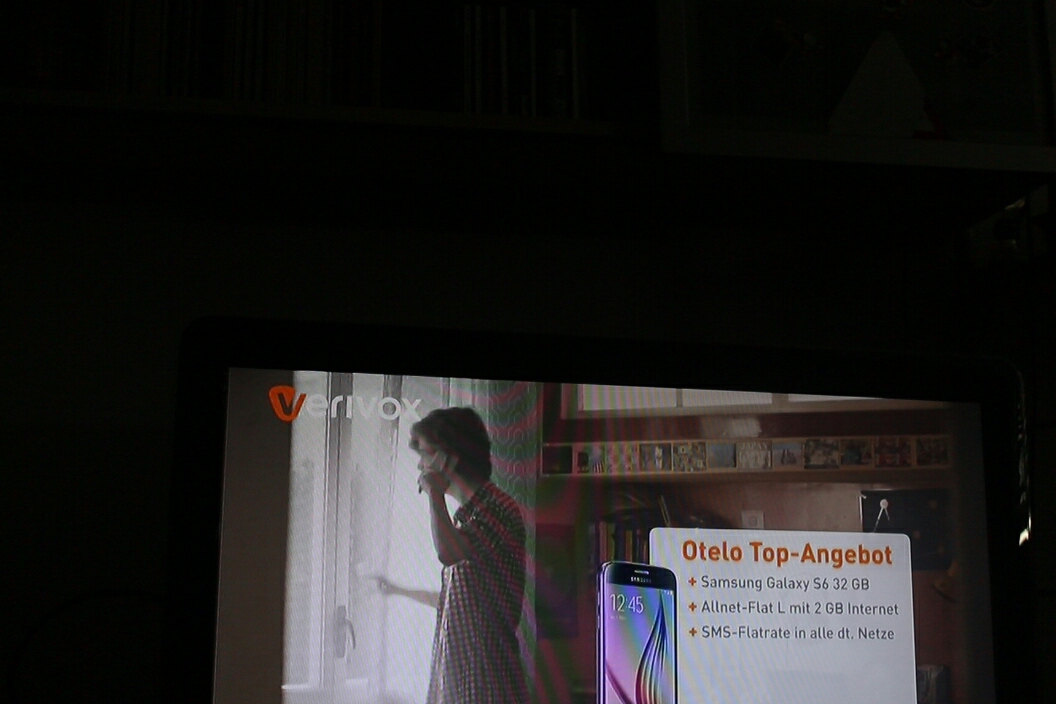 verivox
Otelo Top-Angebot
+ Samsung Galaxy S6 32 GB
+ Allnet-Flat L mit 2 GB Internet
+ SMS-Flatrate in alle dt. Netze
SAMSUNG
12:45